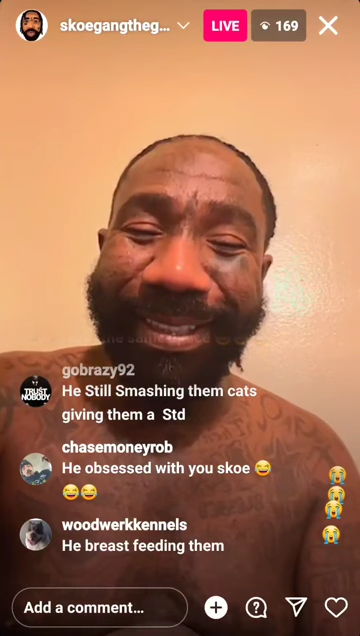 skoegangtheg...
LIVE
169
TRUST
NOBODY
gobrazy92
He Still Smashing them cats
giving them a Std
chasemoneyrob
He obsessed with you skoe 😂
😂😂
woodwerkkennels
He breast feeding them
Add a comment...